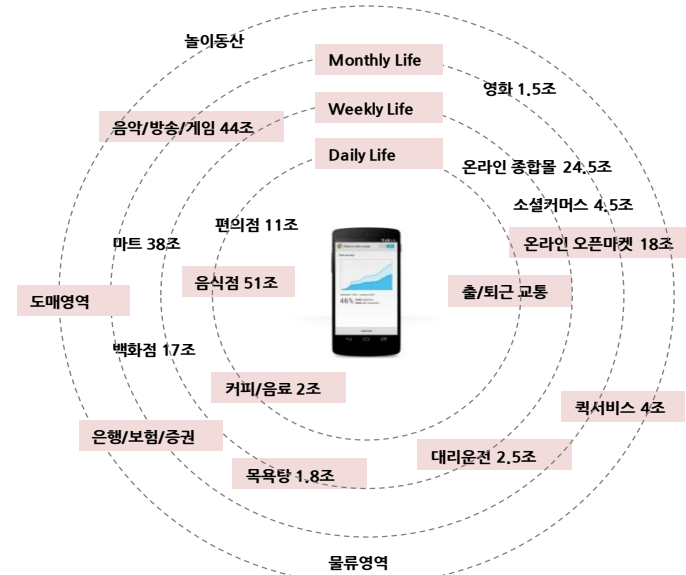 놀이동산
Monthly Life
영화 1.5조
Weekly Life
음악/방송/게임 44조
Daily Life
온라인 종합몰 24.5조
소셜커머스 4.5조
편의점 11조
마트 38조
온라인 오픈마켓 18조
음식점 51조
출/퇴근 교통
도매영역
46%
백화점 17조
커피/음료 2조
퀵서비스 4조
은행/보험/증권
대리운전 2.5조
목욕탕 1.8조
물류영역